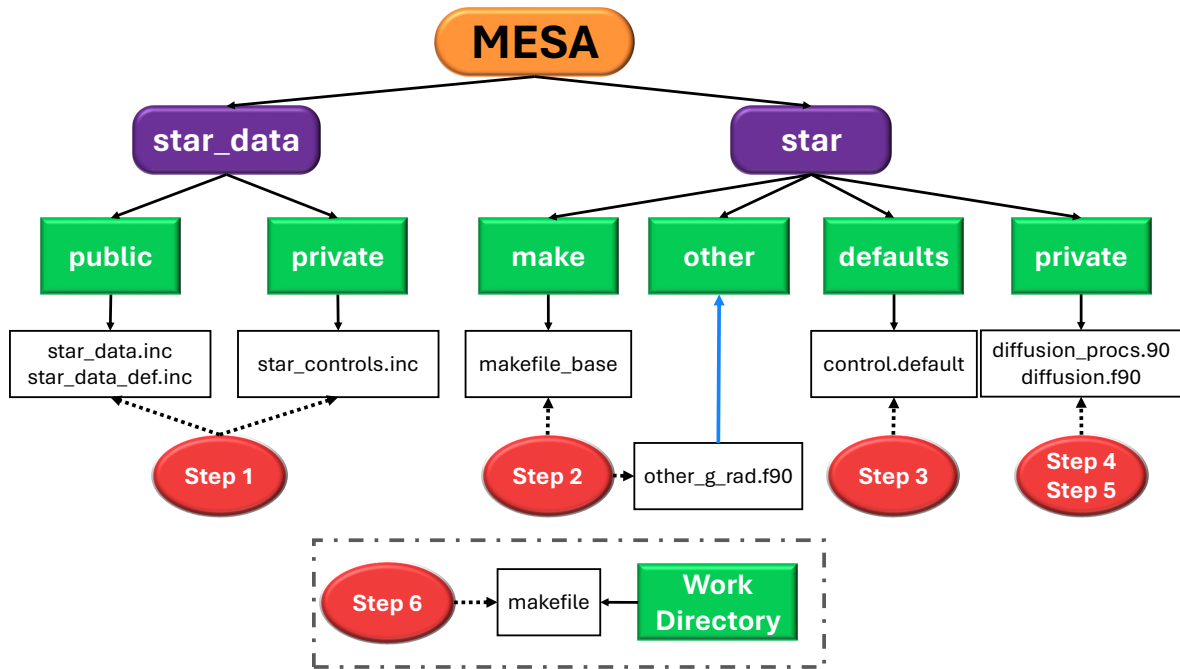 MESA
star_data
star
public
private
make
other
defaults
private
star_data.inc
star_data_def.inc
star_controls.inc
makefile_base
control.default
diffusion_procs.90
diffusion.f90
Step 1
Step 2
other_g_rad.f90
Step 3
Step 4
Step 5
Step 6
makefile
Work
Directory